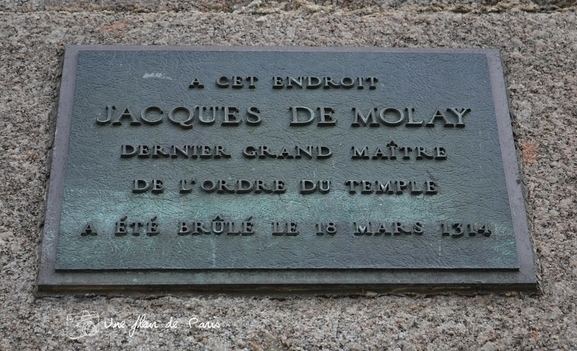 A CET ENDROIT
JACQUES DE MOLAY
DERNIER GRAND MAÎTRE
DE L'ORDRE DU TEMPLE
A ÉTÉ BRÛLÉ LE 18 MARS 1314
Une flân de Paris